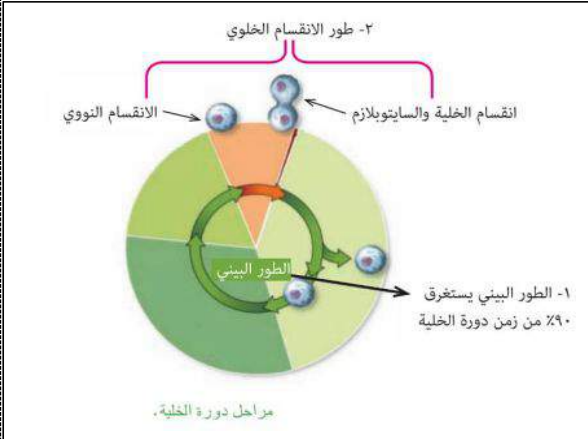 ٢- طور الانقسام الخلوي
انقسام الخلية والسايتوبلازم
الانقسام النووي
الطور البيني
١- الطور البيني يستغرق
٩٠٪ من زمن دورة الخلية
مراحل دورة الخلية.